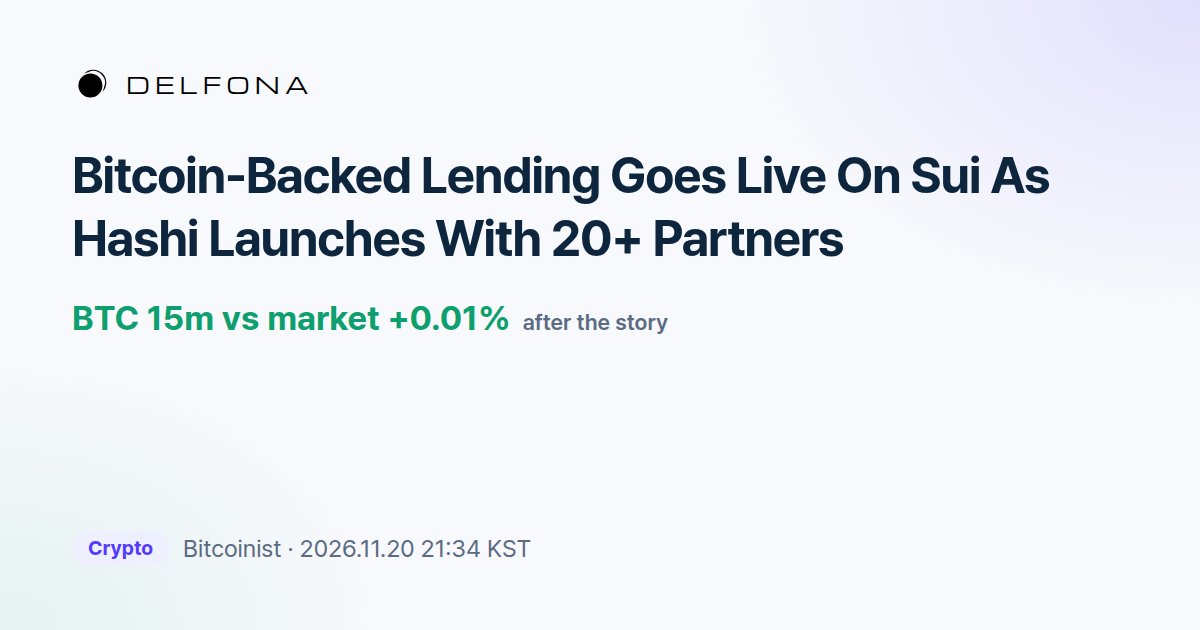 DELFONA
Bitcoin-Backed Lending Goes Live On Sui As
Hashi Launches With 20+ Partners
BTC 15m vs market +0.01% after the story
Crypto Bitcoinist · 2026.11.20 21:34 KST